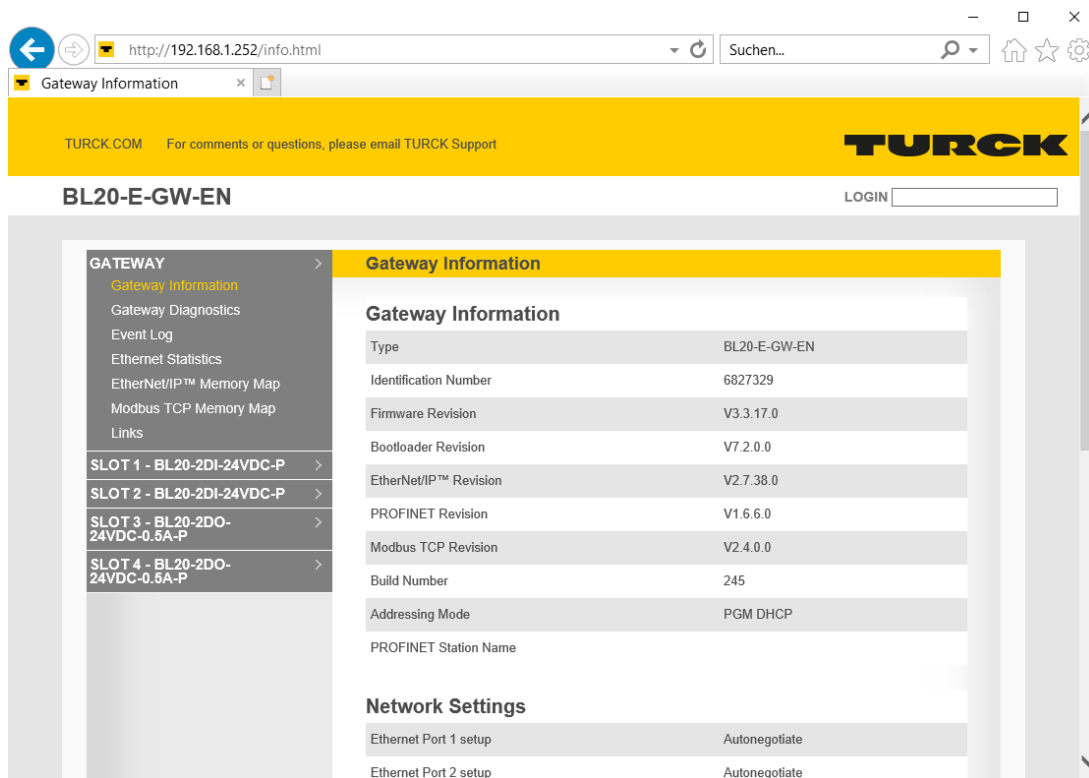 http://192.168.1.252/info.html
Suchen...
Gateway Information
TURCK.COM For comments or questions, please email TURCK Support
TURCK
BL20-E-GW-EN
LOGIN
GATEWAY
Gateway Information
Gateway Diagnostics
Event Log
Ethernet Statistics
EtherNet/IP™ Memory Map
Modbus TCP Memory Map
Links
SLOT 1 - BL20-2DI-24VDC-P
SLOT 2 - BL20-2DI-24VDC-P
SLOT 3 - BL20-2DO-
24VDC-0.5A-P
SLOT 4 - BL20-2DO-
24VDC-0.5A-P
Gateway Information
Gateway Information
Type BL20-E-GW-EN
Identification Number 6827329
Firmware Revision V3.3.17.0
Bootloader Revision V7.2.0.0
EtherNet/IP™ Revision V2.7.38.0
PROFINET Revision V1.6.6.0
Modbus TCP Revision V2.4.0.0
Build Number 245
Addressing Mode PGM DHCP
PROFINET Station Name
Network Settings
Ethernet Port 1 setup Autonegotiate
Ethernet Port 2 setup Autonegotiate